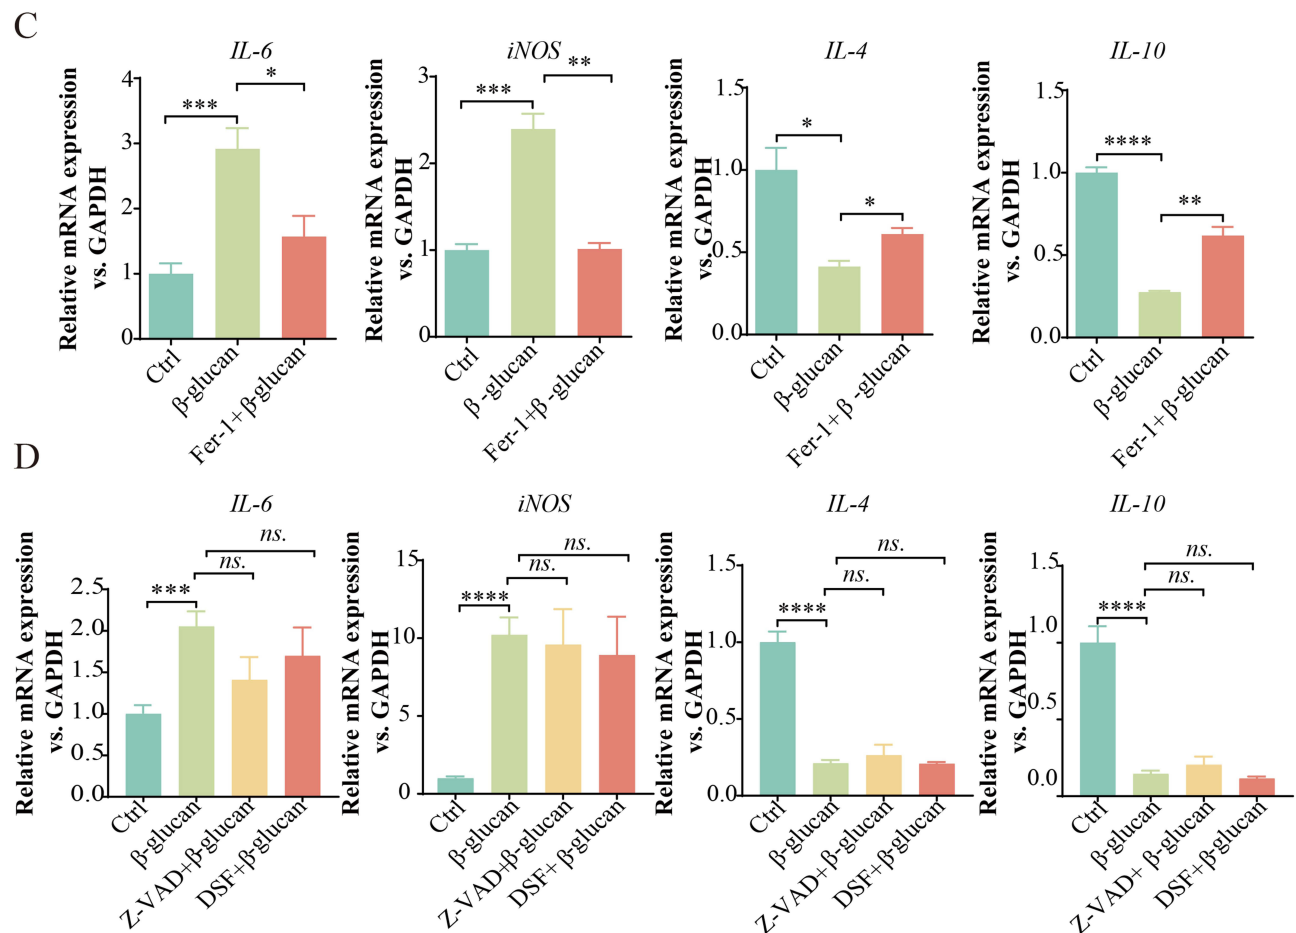 C
IL-6
Relative mRNA expression
vs. GAPDH
4
3
2
1
0
***
*
Ctrl
β-glucan
Fer-1+β-glucan
iNOS
Relative mRNA expression
vs. GAPDH
3
2
1
0
***
**
Ctrl
β-glucan
Fer-1+β-glucan
IL-4
Relative mRNA expression
vs. GAPDH
1.5
1.0
0.5
0.0
*
*
Ctrl
β-glucan
Fer-1+β-glucan
IL-10
Relative mRNA expression
vs. GAPDH
1.5
1.0
0.5
0.0
****
**
Ctrl
β-glucan
Fer-1+β-glucan
D
IL-6
Relative mRNA expression
vs. GAPDH
2.5
2.0
1.5
1.0
0.5
0.0
***
ns.
ns.
Ctrl
β-glucan
Z-VAD+β-glucan
DSF+β-glucan
iNOS
Relative mRNA expression
vs. GAPDH
15
10
5
0
****
ns.
ns.
Ctrl
β-glucan
Z-VAD+β-glucan
DSF+ β-glucan
IL-4
Relative mRNA expression
vs. GAPDH
1.5
1.0
0.5
0.0
****
ns.
ns.
Ctrl
β-glucan
Z-VAD+β-glucan
DSF+β-glucan
IL-10
Relative mRNA expression
vs. GAPDH
1.5
1.0
0.5
0.0
****
ns.
ns.
Ctrl
β-glucan
Z-VAD+ β-glucan
DSF+β-glucan